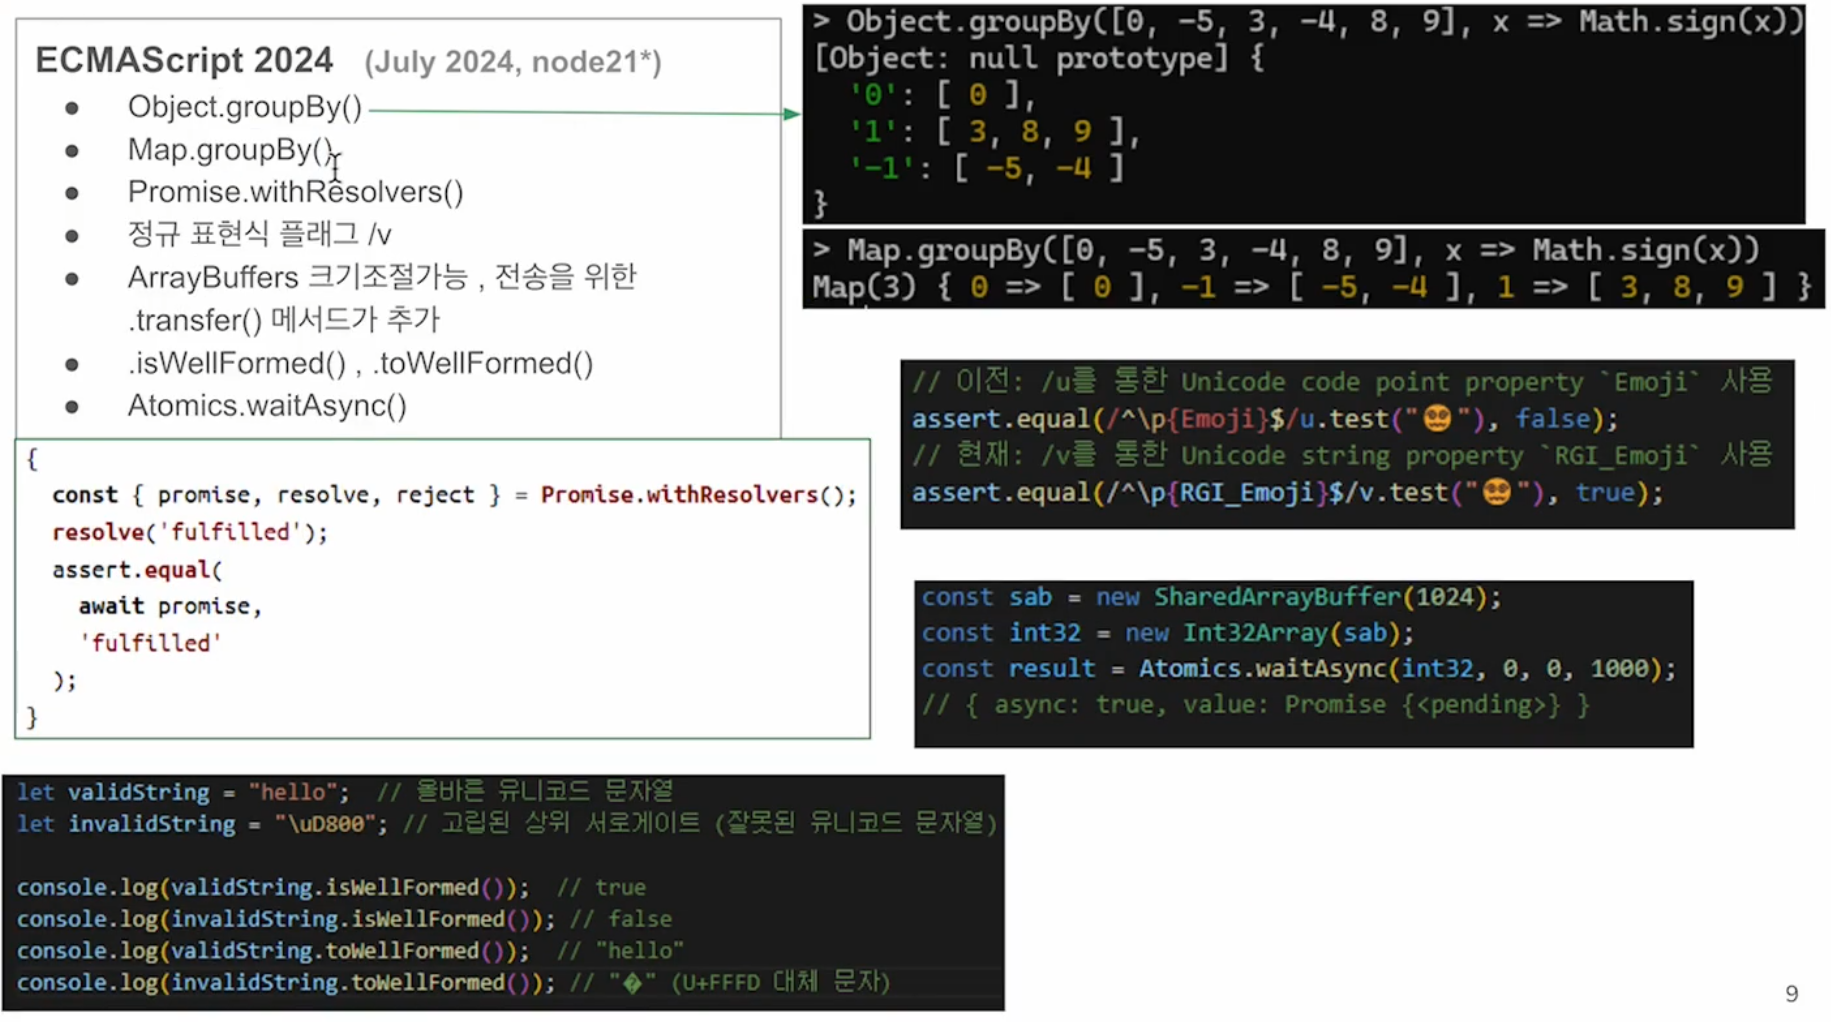 ECMAScript 2024 (July 2024, node21*)
● Object.groupBy()
● Map.groupBy()
● Promise.withResolvers()
● 정규 표현식 플래그 /v
● ArrayBuffers 크기조절가능 , 전송을 위한
.transfer() 메서드가 추가
● .isWellFormed() , .toWellFormed()
● Atomics.waitAsync()
{
const { promise, resolve, reject } = Promise.withResolvers();
resolve('fulfilled');
assert.equal(
await promise,
'fulfilled'
);
}
let validString = "hello"; // 올바른 유니코드 문자열
let invalidString = "\uD800"; // 고립된 상위 서로게이트 (잘못된 유니코드 문자열)
console.log(validString.isWellFormed()); // true
console.log(invalidString.isWellFormed()); // false
console.log(validString.toWellFormed()); // "hello"
console.log(invalidString.toWellFormed()); // "�" (U+FFFD 대체 문자)
> Object.groupBy([0, -5, 3, -4, 8, 9], x => Math.sign(x))
[Object: null prototype] {
'0': [ 0 ],
'1': [ 3, 8, 9 ],
'-1': [ -5, -4 ]
}
> Map.groupBy([0, -5, 3, -4, 8, 9], x => Math.sign(x))
Map(3) { 0 => [ 0 ], -1 => [ -5, -4 ], 1 => [ 3, 8, 9 ] }
// 이전: /u를 통한 Unicode code point property `Emoji` 사용
assert.equal(/^\p{Emoji}$/u.test("😵‍💫"), false);
// 현재: /v를 통한 Unicode string property `RGI_Emoji` 사용
assert.equal(/^\p{RGI_Emoji}$/v.test("😵‍💫"), true);
const sab = new SharedArrayBuffer(1024);
const int32 = new Int32Array(sab);
const result = Atomics.waitAsync(int32, 0, 0, 1000);
// { async: true, value: Promise {<pending>} }
9